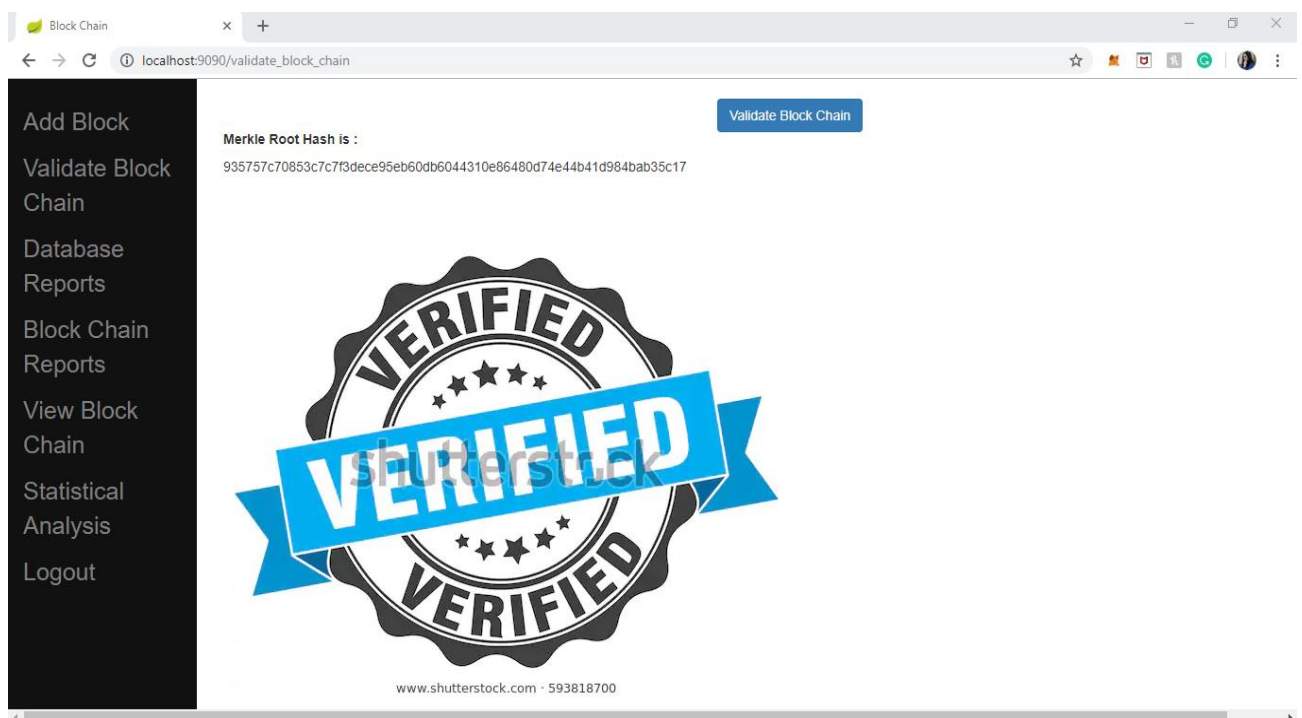 Block Chain
localhost:9090/validate_block_chain
Add Block
Validate Block
Chain
Database
Reports
Block Chain
Reports
View Block
Chain
Statistical
Analysis
Logout
Validate Block Chain
Merkle Root Hash is :
935757c70853c7c7f3dece95eb60db6044310e86480d74e44b41d984bab35c17
VERIFIED
VERIFIED
shutterstock
VERIFIED
www.shutterstock.com · 593818700